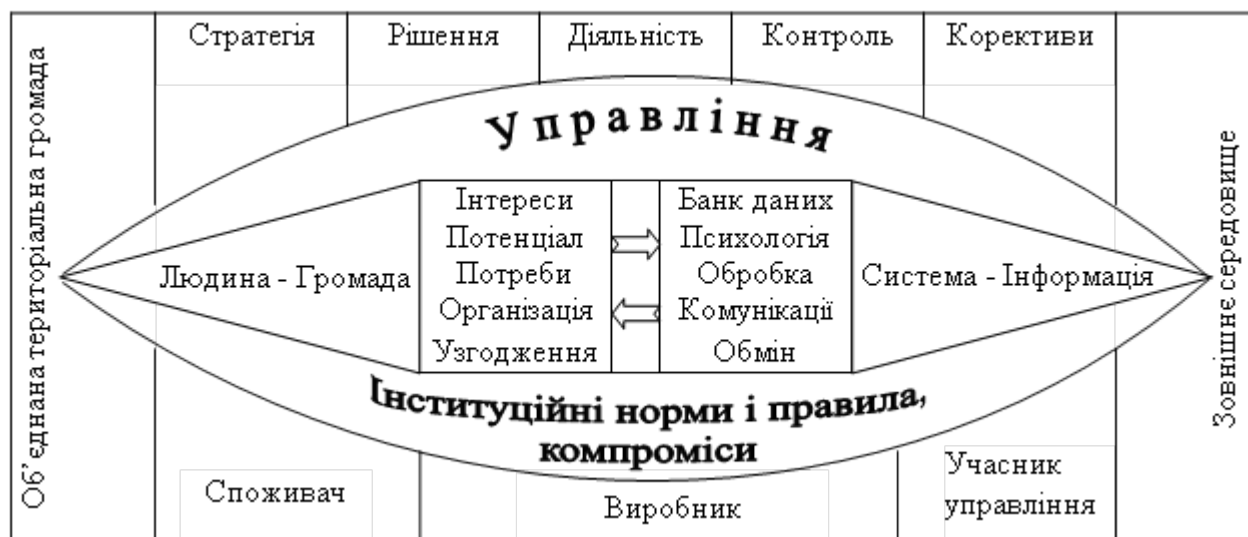 Стратегія
Рішення
Діяльність
Контроль
Корективи
Об’єднана територіальна громада
Управління
Інтереси
Потенціал
Потреби
Організація
Узгодження
Банк даних
Психологія
Обробка
Комунікації
Обмін
Людина - Громада
Система - Інформація
Зовнішнє середовище
Інституційні норми і правила,
компроміси
Споживач
Виробник
Учасник
управління